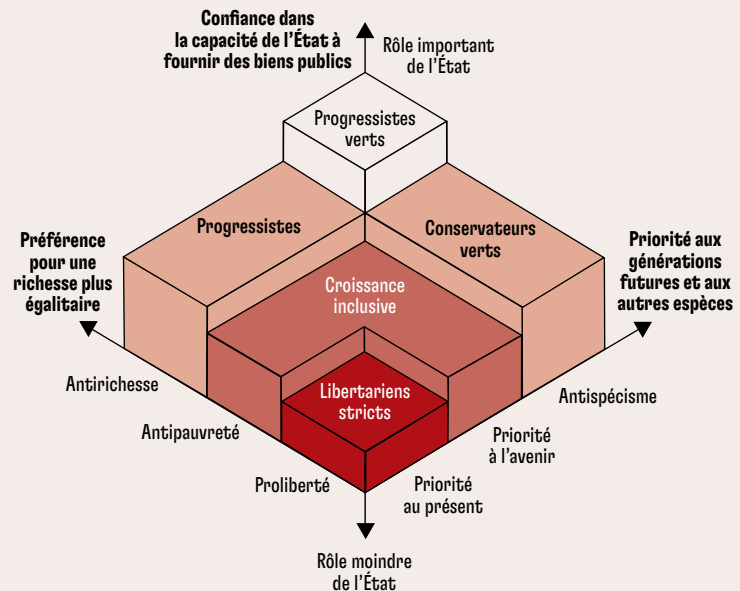 Confiance dans
la capacité de l’État à
fournir des biens publics
Rôle important
de l’État
Progressistes
verts
Progressistes
Conservateurs
verts
Préférence
pour une
richesse plus
égalitaire
Priorité aux
générations
futures et aux
autres espèces
Croissance
inclusive
Libertariens
stricts
Antirichesse
Antispécisme
Antipauvreté
Priorité
à l’avenir
Proliberté
Priorité
au présent
Rôle moindre
de l’État